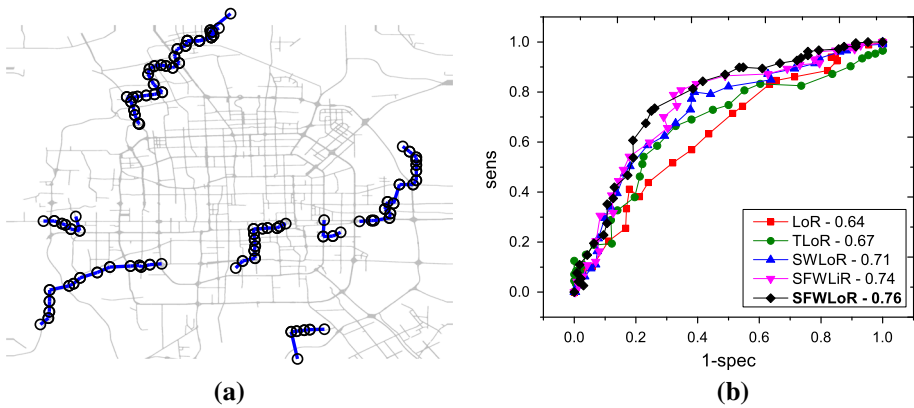 1.0
0.8
0.6
0.4
0.2
0.0
sens
LoR - 0.64
TLoR - 0.67
SWLoR - 0.71
SFWLiR - 0.74
SFWLoR - 0.76
0.0 0.2 0.4 0.6 0.8 1.0
1-spec
(a)
(b)